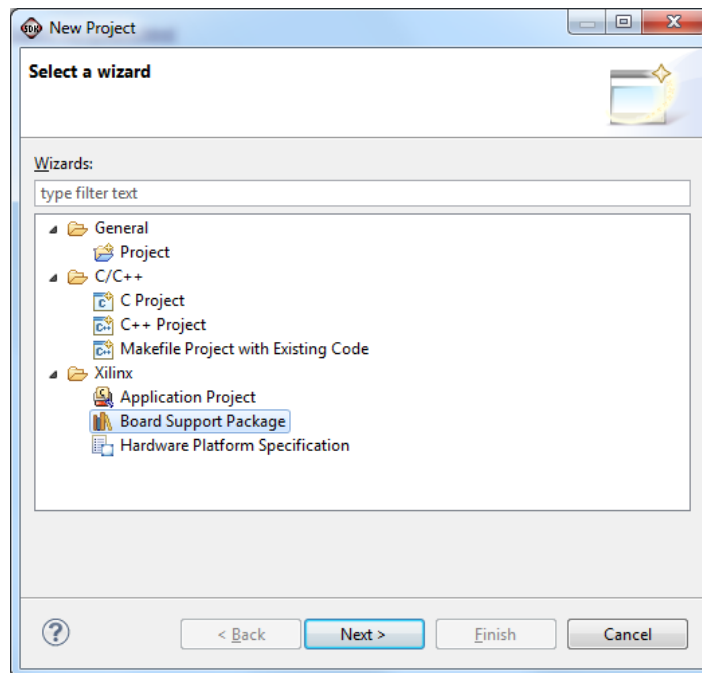 SDK New Project
Select a wizard
Wizards:
type filter text
General
Project
C/C++
C Project
C++ Project
Makefile Project with Existing Code
Xilinx
Application Project
Board Support Package
Hardware Platform Specification
< Back Next > Finish Cancel